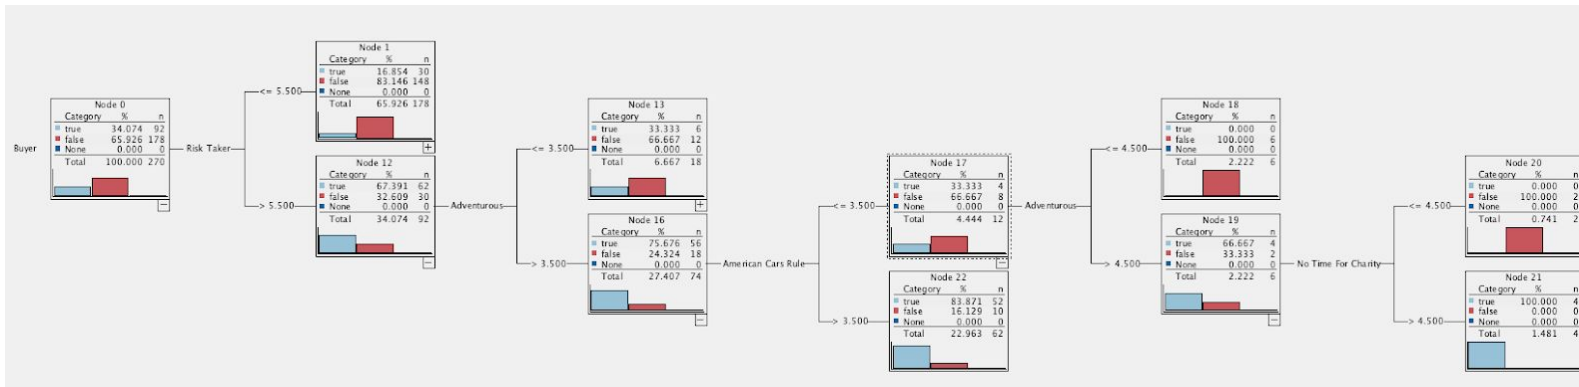 Buyer
Node 0
Category % n
true 34.074 92
false 65.926 178
None 0.000 0
Total 100.000 270
Risk Taker
<= 5.500
Node 1
Category % n
true 16.854 30
false 83.146 148
None 0.000 0
Total 65.926 178
> 5.500
Node 12
Category % n
true 67.391 62
false 32.609 30
None 0.000 0
Total 34.074 92
Adventurous
<= 3.500
Node 13
Category % n
true 33.333 6
false 66.667 12
None 0.000 0
Total 6.667 18
> 3.500
Node 16
Category % n
true 75.676 56
false 24.324 18
None 0.000 0
Total 27.407 74
American Cars Rule
<= 3.500
Node 17
Category % n
true 33.333 4
false 66.667 8
None 0.000 0
Total 4.444 12
> 3.500
Node 22
Category % n
true 83.871 52
false 16.129 10
None 0.000 0
Total 22.963 62
Adventurous
<= 4.500
Node 18
Category % n
true 0.000 0
false 100.000 6
None 0.000 0
Total 2.222 6
> 4.500
Node 19
Category % n
true 66.667 4
false 33.333 2
None 0.000 0
Total 2.222 6
No Time For Charity
<= 4.500
Node 20
Category % n
true 0.000 0
false 100.000 2
None 0.000 0
Total 0.741 2
> 4.500
Node 21
Category % n
true 100.000 4
false 0.000 0
None 0.000 0
Total 1.481 4